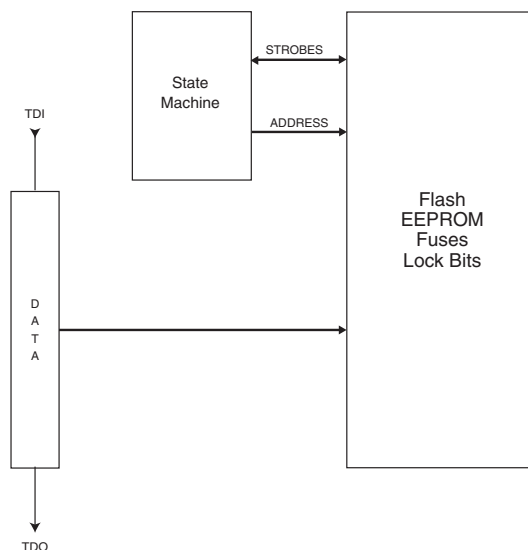 STROBES
State
Machine
TDI
ADDRESS
Flash
EEPROM
Fuses
Lock Bits
D
A
T
A
TDO